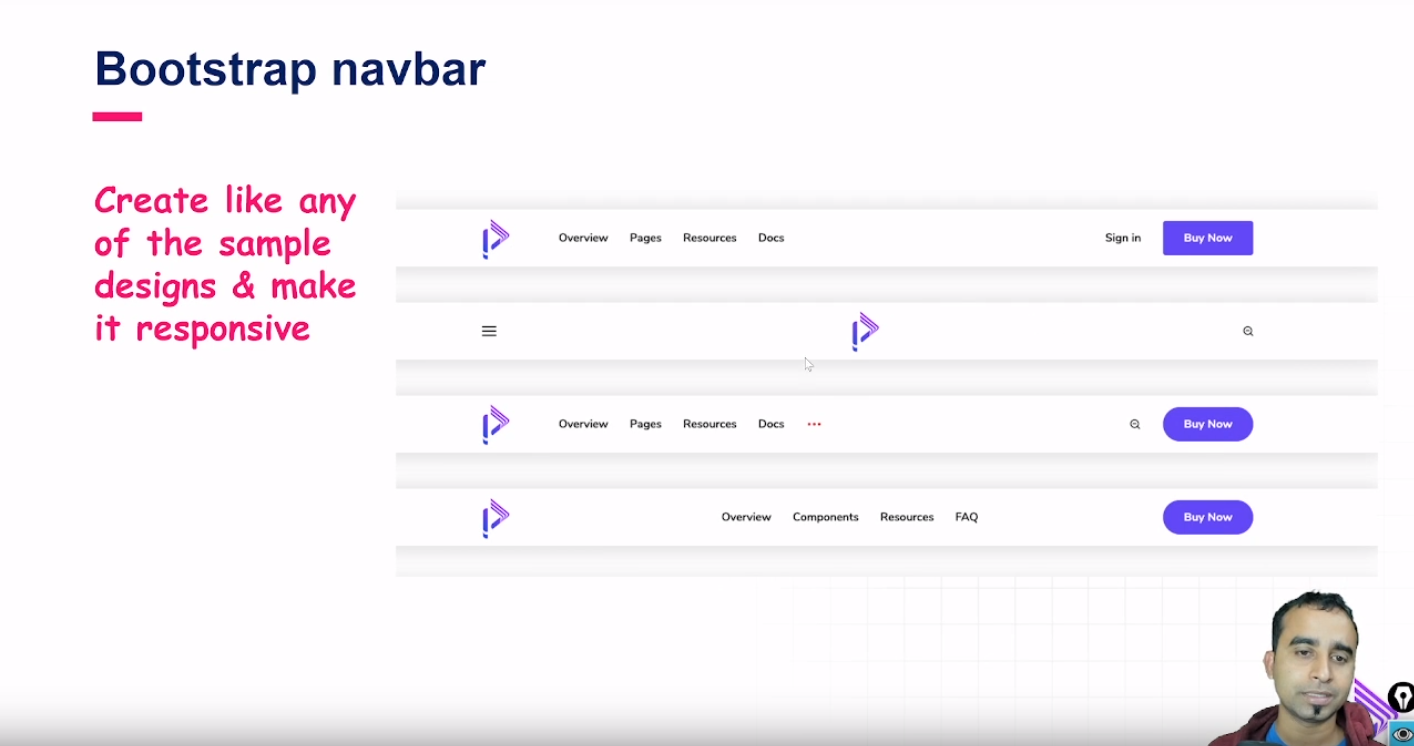 Bootstrap navbar
Create like any
of the sample
designs & make
it responsive
Overview Pages Resources Docs Sign in Buy Now
Overview Pages Resources Docs ... Buy Now
Overview Components Resources FAQ Buy Now